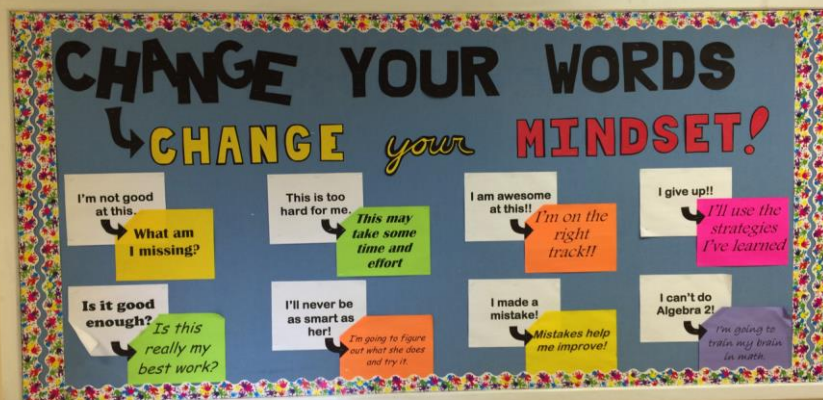 CHANGE YOUR WORDS
CHANGE your MINDSET!
I'm not good
at this.
What am
I missing?
This is too
hard for me.
This may
take some
time and
effort
I am awesome
at this!!
I'm on the
right
track!!
I give up!!
I'll use the
strategies
I've learned
Is it good
enough?
Is this
really my
best work?
I'll never be
as smart as
her!
I'm going to figure
out what she does
and try it.
I made a
mistake!
Mistakes help
me improve!
I can't do
Algebra 2!
I'm going to
train my brain
in math.